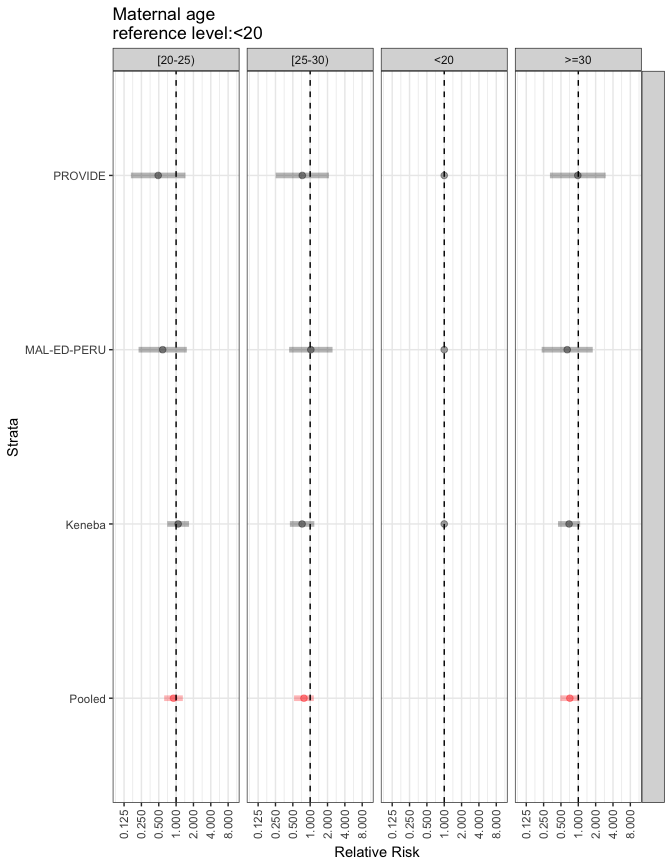 Maternal age
reference level:<20
[20-25)
[25-30)
<20
>=30
PROVIDE
MAL-ED-PERU
Keneba
Pooled
Strata
0.125 0.250 0.500 1.000 2.000 4.000 8.000
0.125 0.250 0.500 1.000 2.000 4.000 8.000
0.125 0.250 0.500 1.000 2.000 4.000 8.000
0.125 0.250 0.500 1.000 2.000 4.000 8.000
Relative Risk